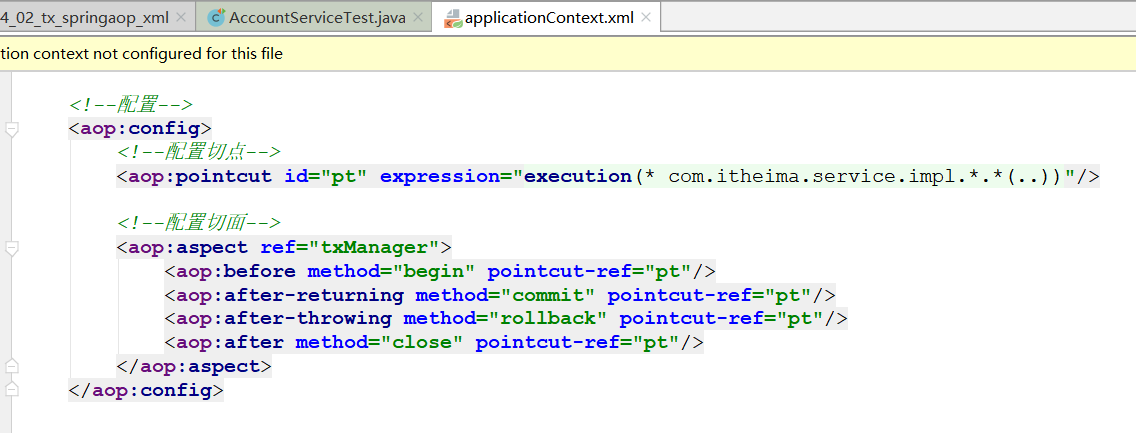 4_02_tx_springaop_xml × AccountServiceTest.java × applicationContext.xml ×
tion context not configured for this file
<!--配置-->
<aop:config>
<!--配置切点-->
<aop:pointcut id="pt" expression="execution(* com.itheima.service.impl.*.*(..))"/>
<!--配置切面-->
<aop:aspect ref="txManager">
<aop:before method="begin" pointcut-ref="pt"/>
<aop:after-returning method="commit" pointcut-ref="pt"/>
<aop:after-throwing method="rollback" pointcut-ref="pt"/>
<aop:after method="close" pointcut-ref="pt"/>
</aop:aspect>
</aop:config>